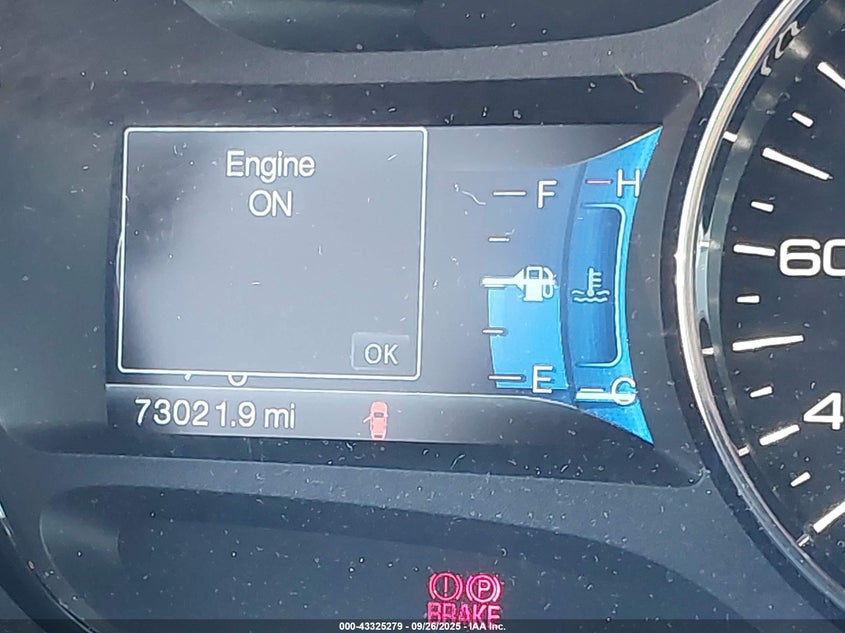 Engine
ON
F
H
60
E
C
OK
73021.9 mi
4
P
BRAKE
000-43325279 - 09/26/2025 - IAA Inc.